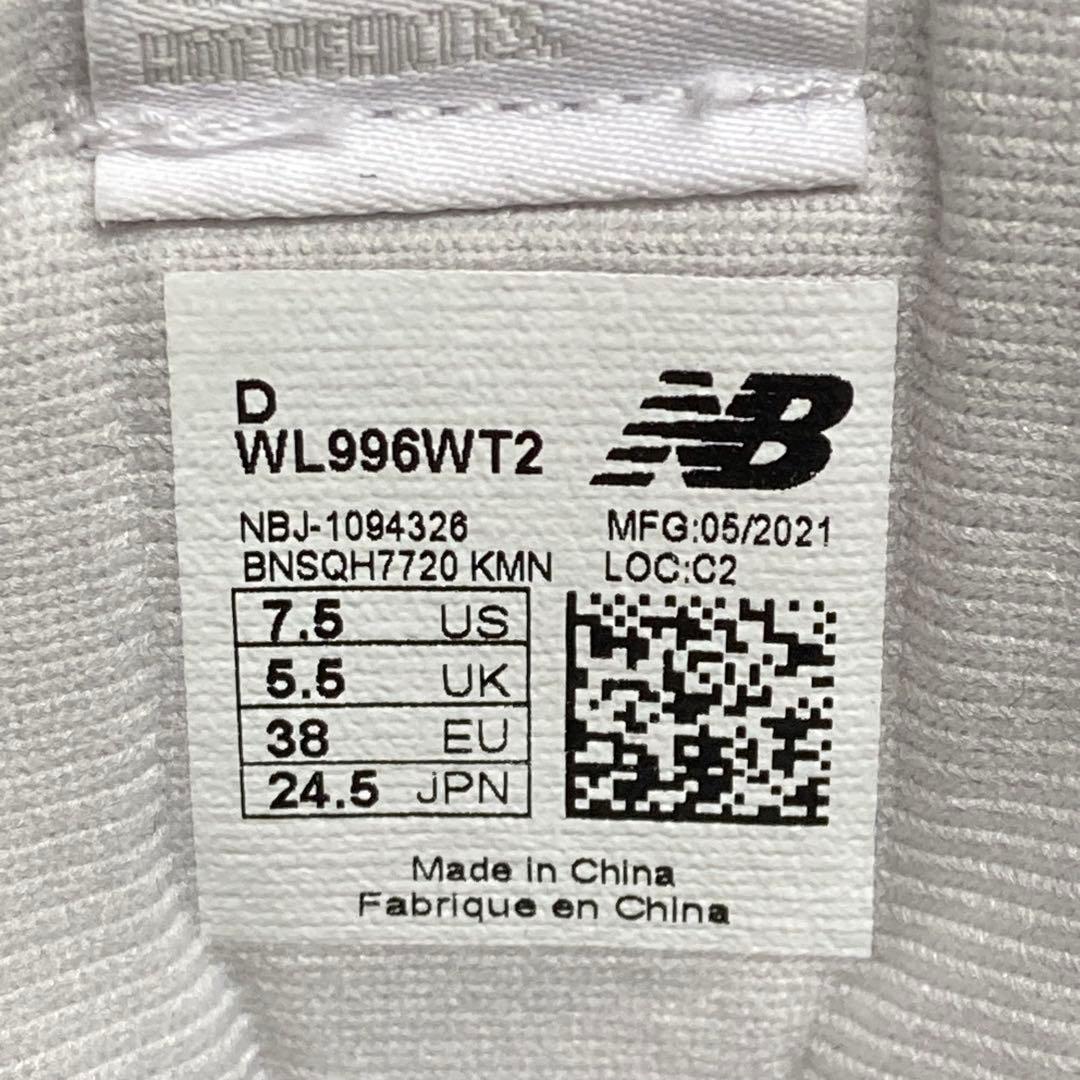 D
WL996WT2
NB
NBJ-1094326
MFG:05/2021
BNSQH7720 KMN
LOC:C2
7.5 US
5.5 UK
38 EU
24.5 JPN
Made in China
Fabrique en China